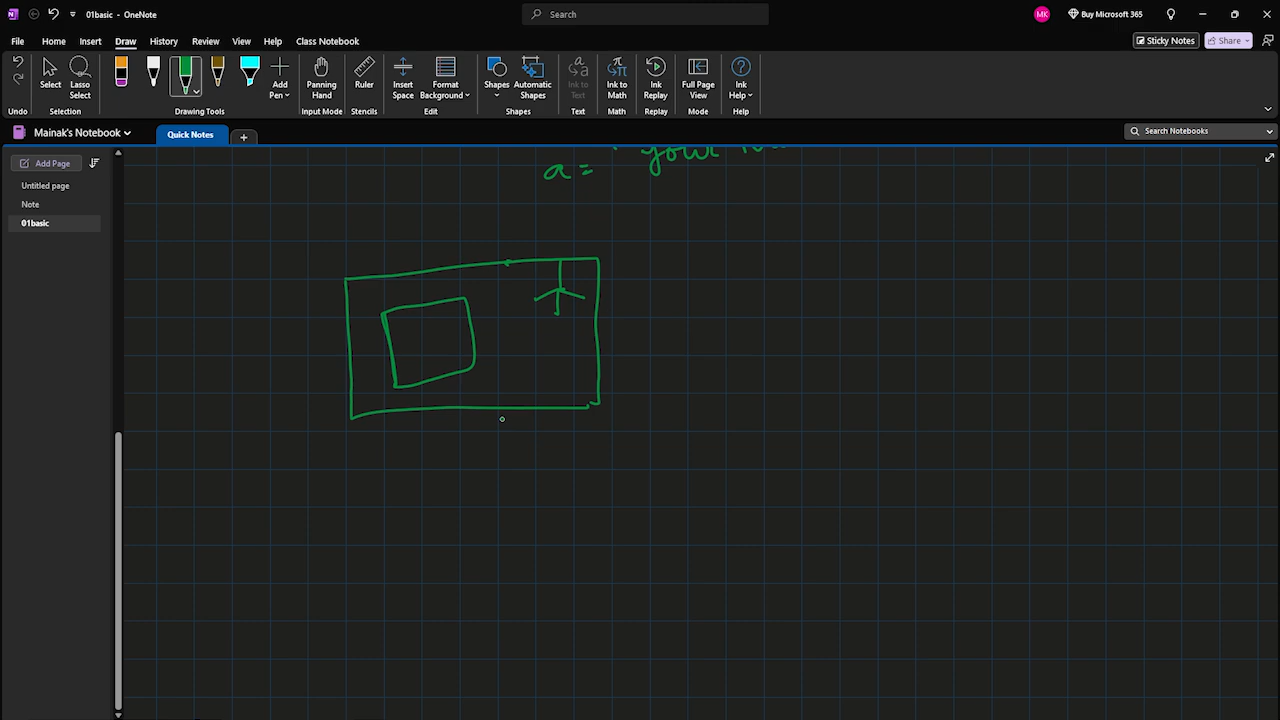 01basic - OneNote
Search
MK
Buy Microsoft 365
File Home Insert Draw History Review View Help Class Notebook
Sticky Notes
Share
Undo
Select
Lasso Select
Add Pen
Panning Hand
Ruler
Insert Space
Format Background
Shapes
Automatic Shapes
Ink to Text
Ink to Math
Ink Replay
Full Page View
Ink Help
Undo Selection Drawing Tools Input Mode Stencils Edit Shapes Text Math Replay Mode Help
Mainak's Notebook
Quick Notes
Search Notebooks
Add Page
Untitled page
Note
01basic
a = " your